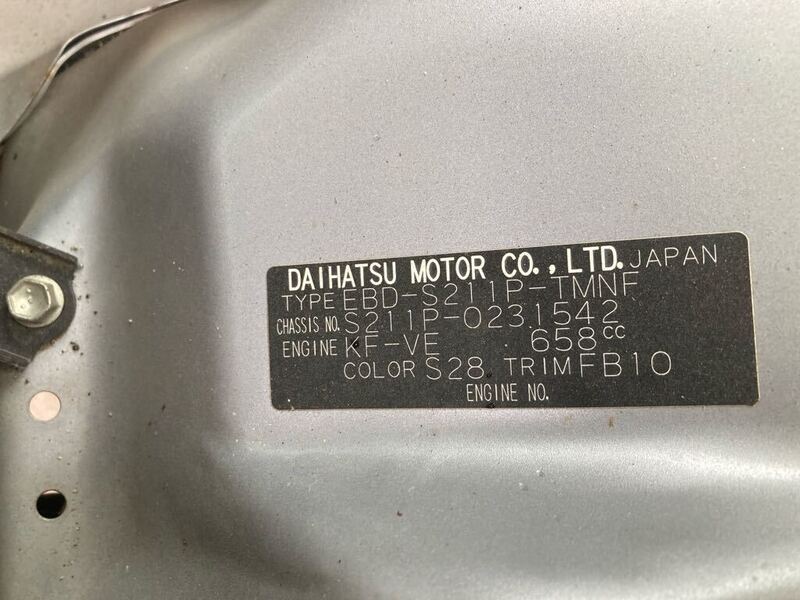 DAIHATSU MOTOR CO., LTD. JAPAN
TYPE EBD-S211P-TMNF
CHASSIS NO. S211P-0231542
ENGINE KF-VE 658cc
COLOR S28 TRIM FB10
ENGINE NO.